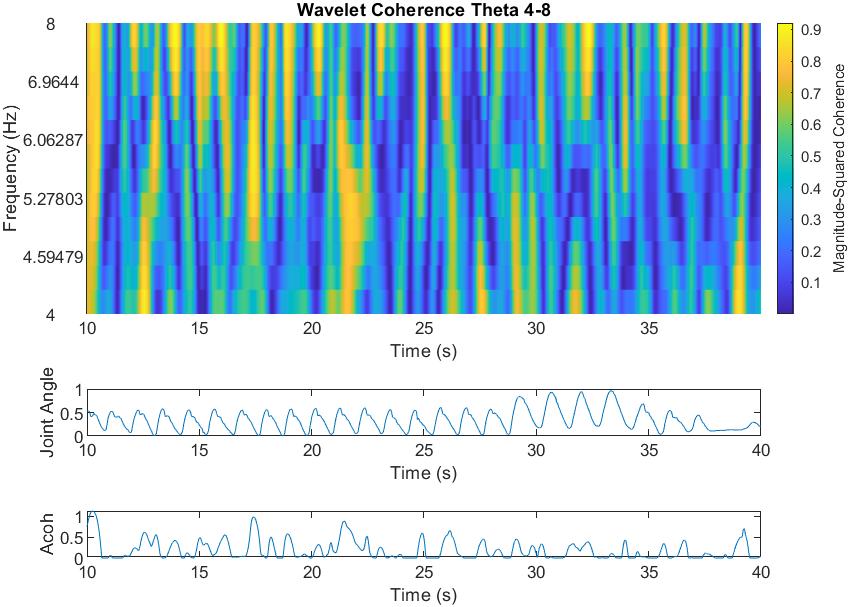 Wavelet Coherence Theta 4-8
8
6.9644
6.06287
5.27803
4.59479
4
Frequency (Hz)
10 15 20 25 30 35
Time (s)
0.9
0.8
0.7
0.6
0.5
0.4
0.3
0.2
0.1
Magnitude-Squared Coherence
Joint Angle
1
0.5
0
10 15 20 25 30 35 40
Time (s)
Acoh
1
0.5
0
10 15 20 25 30 35 40
Time (s)